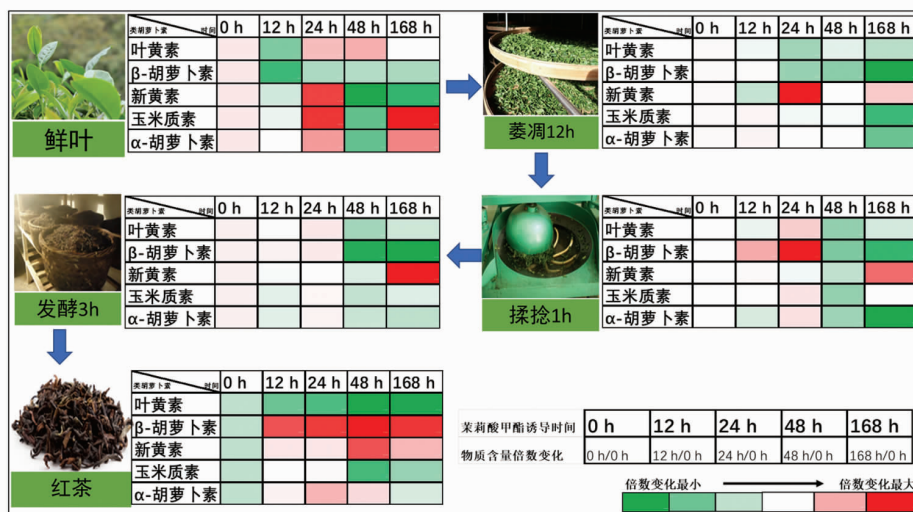 类胡萝卜素 时间 0 h 12 h 24 h 48 h 168 h
叶黄素
β-胡萝卜素
新黄素
玉米质素
α-胡萝卜素
鲜叶
类胡萝卜素 时间 0 h 12 h 24 h 48 h 168 h
叶黄素
β-胡萝卜素
新黄素
玉米质素
α-胡萝卜素
萎凋12h
类胡萝卜素 时间 0 h 12 h 24 h 48 h 168 h
叶黄素
β-胡萝卜素
新黄素
玉米质素
α-胡萝卜素
揉捻1h
类胡萝卜素 时间 0 h 12 h 24 h 48 h 168 h
叶黄素
β-胡萝卜素
新黄素
玉米质素
α-胡萝卜素
发酵3h
类胡萝卜素 时间 0 h 12 h 24 h 48 h 168 h
叶黄素
β-胡萝卜素
新黄素
玉米质素
α-胡萝卜素
红茶
茉莉酸甲酯诱导时间 0 h 12 h 24 h 48 h 168 h
物质含量倍数变化 0 h/0 h 12 h/0 h 24 h/0 h 48 h/0 h 168 h/0 h
倍数变化最小 倍数变化最大